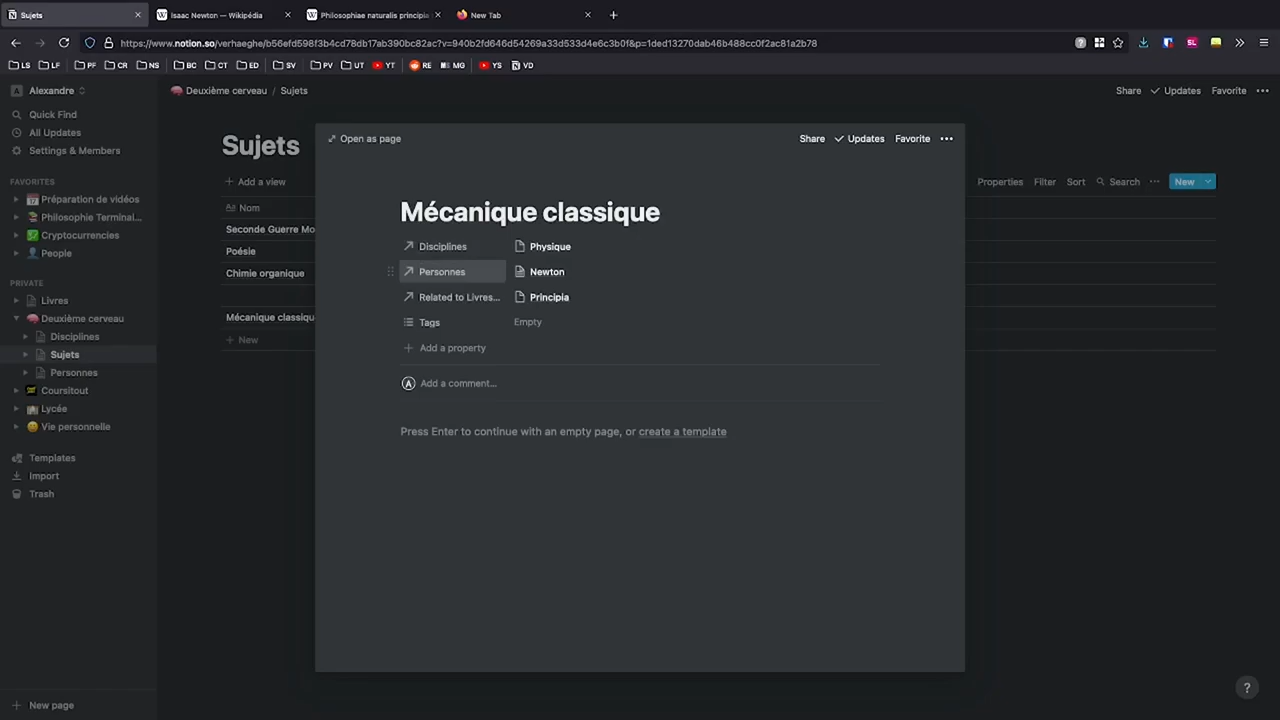 Sujets
Isaac Newton — Wikipédia
Philosophiae naturalis principia
New Tab
https://www.notion.so/verhaeghe/b56efd598f3b4cd78db17ab390bc82ac?v=940b2fd646d54269a33d533d4e6c3b0f&p=1ded13270dab46b488cc0f2ac81a2b78
LS LF PF CR NS BC CT ED SV PV UT YT RE MG YS VD
A Alexandre
Deuxième cerveau / Sujets
Share Updates Favorite
Quick Find
All Updates
Settings & Members
FAVORITES
Préparation de vidéos
Philosophie Terminal...
Cryptocurrencies
People
PRIVATE
Livres
Deuxième cerveau
Disciplines
Sujets
Personnes
Coursitout
Lycée
Vie personnelle
Templates
Import
Trash
New page
Sujets
Add a view
Properties Filter Sort Search New
Nom
Seconde Guerre Mo
Poésie
Chimie organique
Mécanique classiqu
New
Open as page
Share Updates Favorite
Mécanique classique
Disciplines Physique
Personnes Newton
Related to Livres... Principia
Tags Empty
Add a property
A Add a comment...
Press Enter to continue with an empty page, or create a template
?